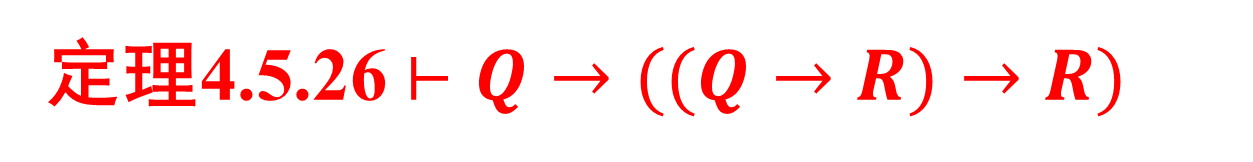 定理4.5.26 ⊢ Q → ((Q → R) → R)